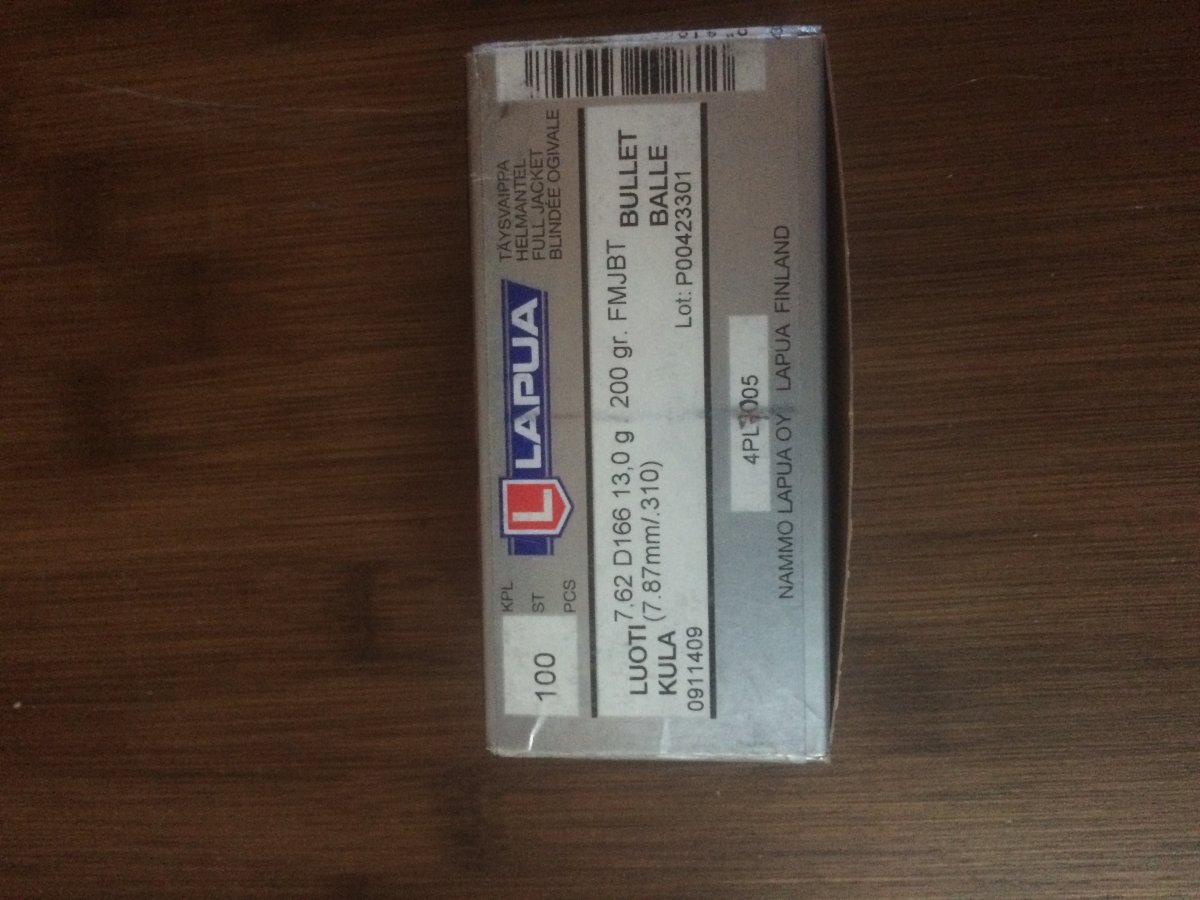 100
KPL
ST
PCS
L LAPUA
TÄYSVAIPPA
HELMANTEL
FULL JACKET
BLINDÉE OGIVALE
LUOTI 7.62 D166 13,0 g / 200 gr. FMJBT BULLET
KULA (7.87mm/.310) BALLE
0911409 Lot: P00423301
NAMMO LAPUA OY LAPUA FINLAND